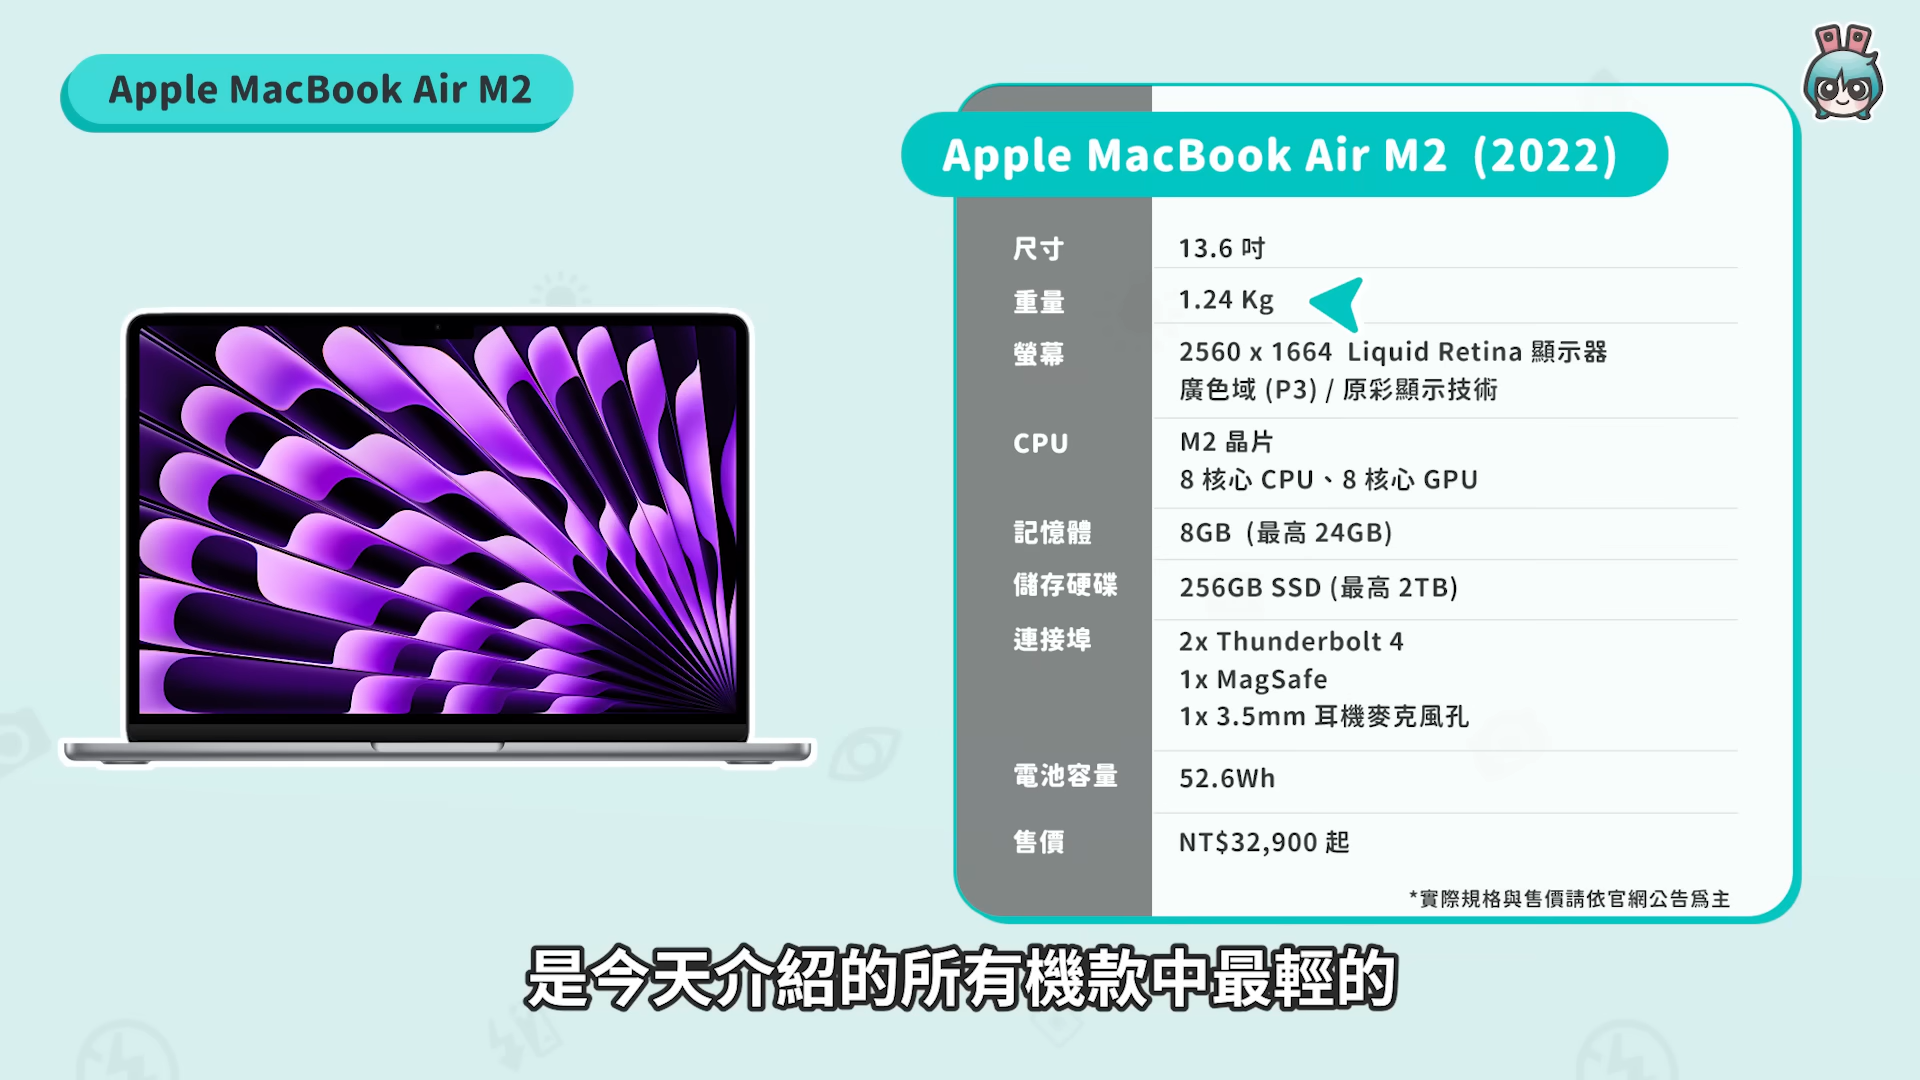 Apple MacBook Air M2
Apple MacBook Air M2 (2022)
尺寸 13.6 吋
重量 1.24 Kg
螢幕 2560 x 1664 Liquid Retina 顯示器
廣色域 (P3) / 原彩顯示技術
CPU M2 晶片
8 核心 CPU、8 核心 GPU
記憶體 8GB (最高 24GB)
儲存硬碟 256GB SSD (最高 2TB)
連接埠 2x Thunderbolt 4
1x MagSafe
1x 3.5mm 耳機麥克風孔
電池容量 52.6Wh
售價 NT$32,900 起
*實際規格與售價請依官網公告為主
是今天介紹的所有機款中最輕的